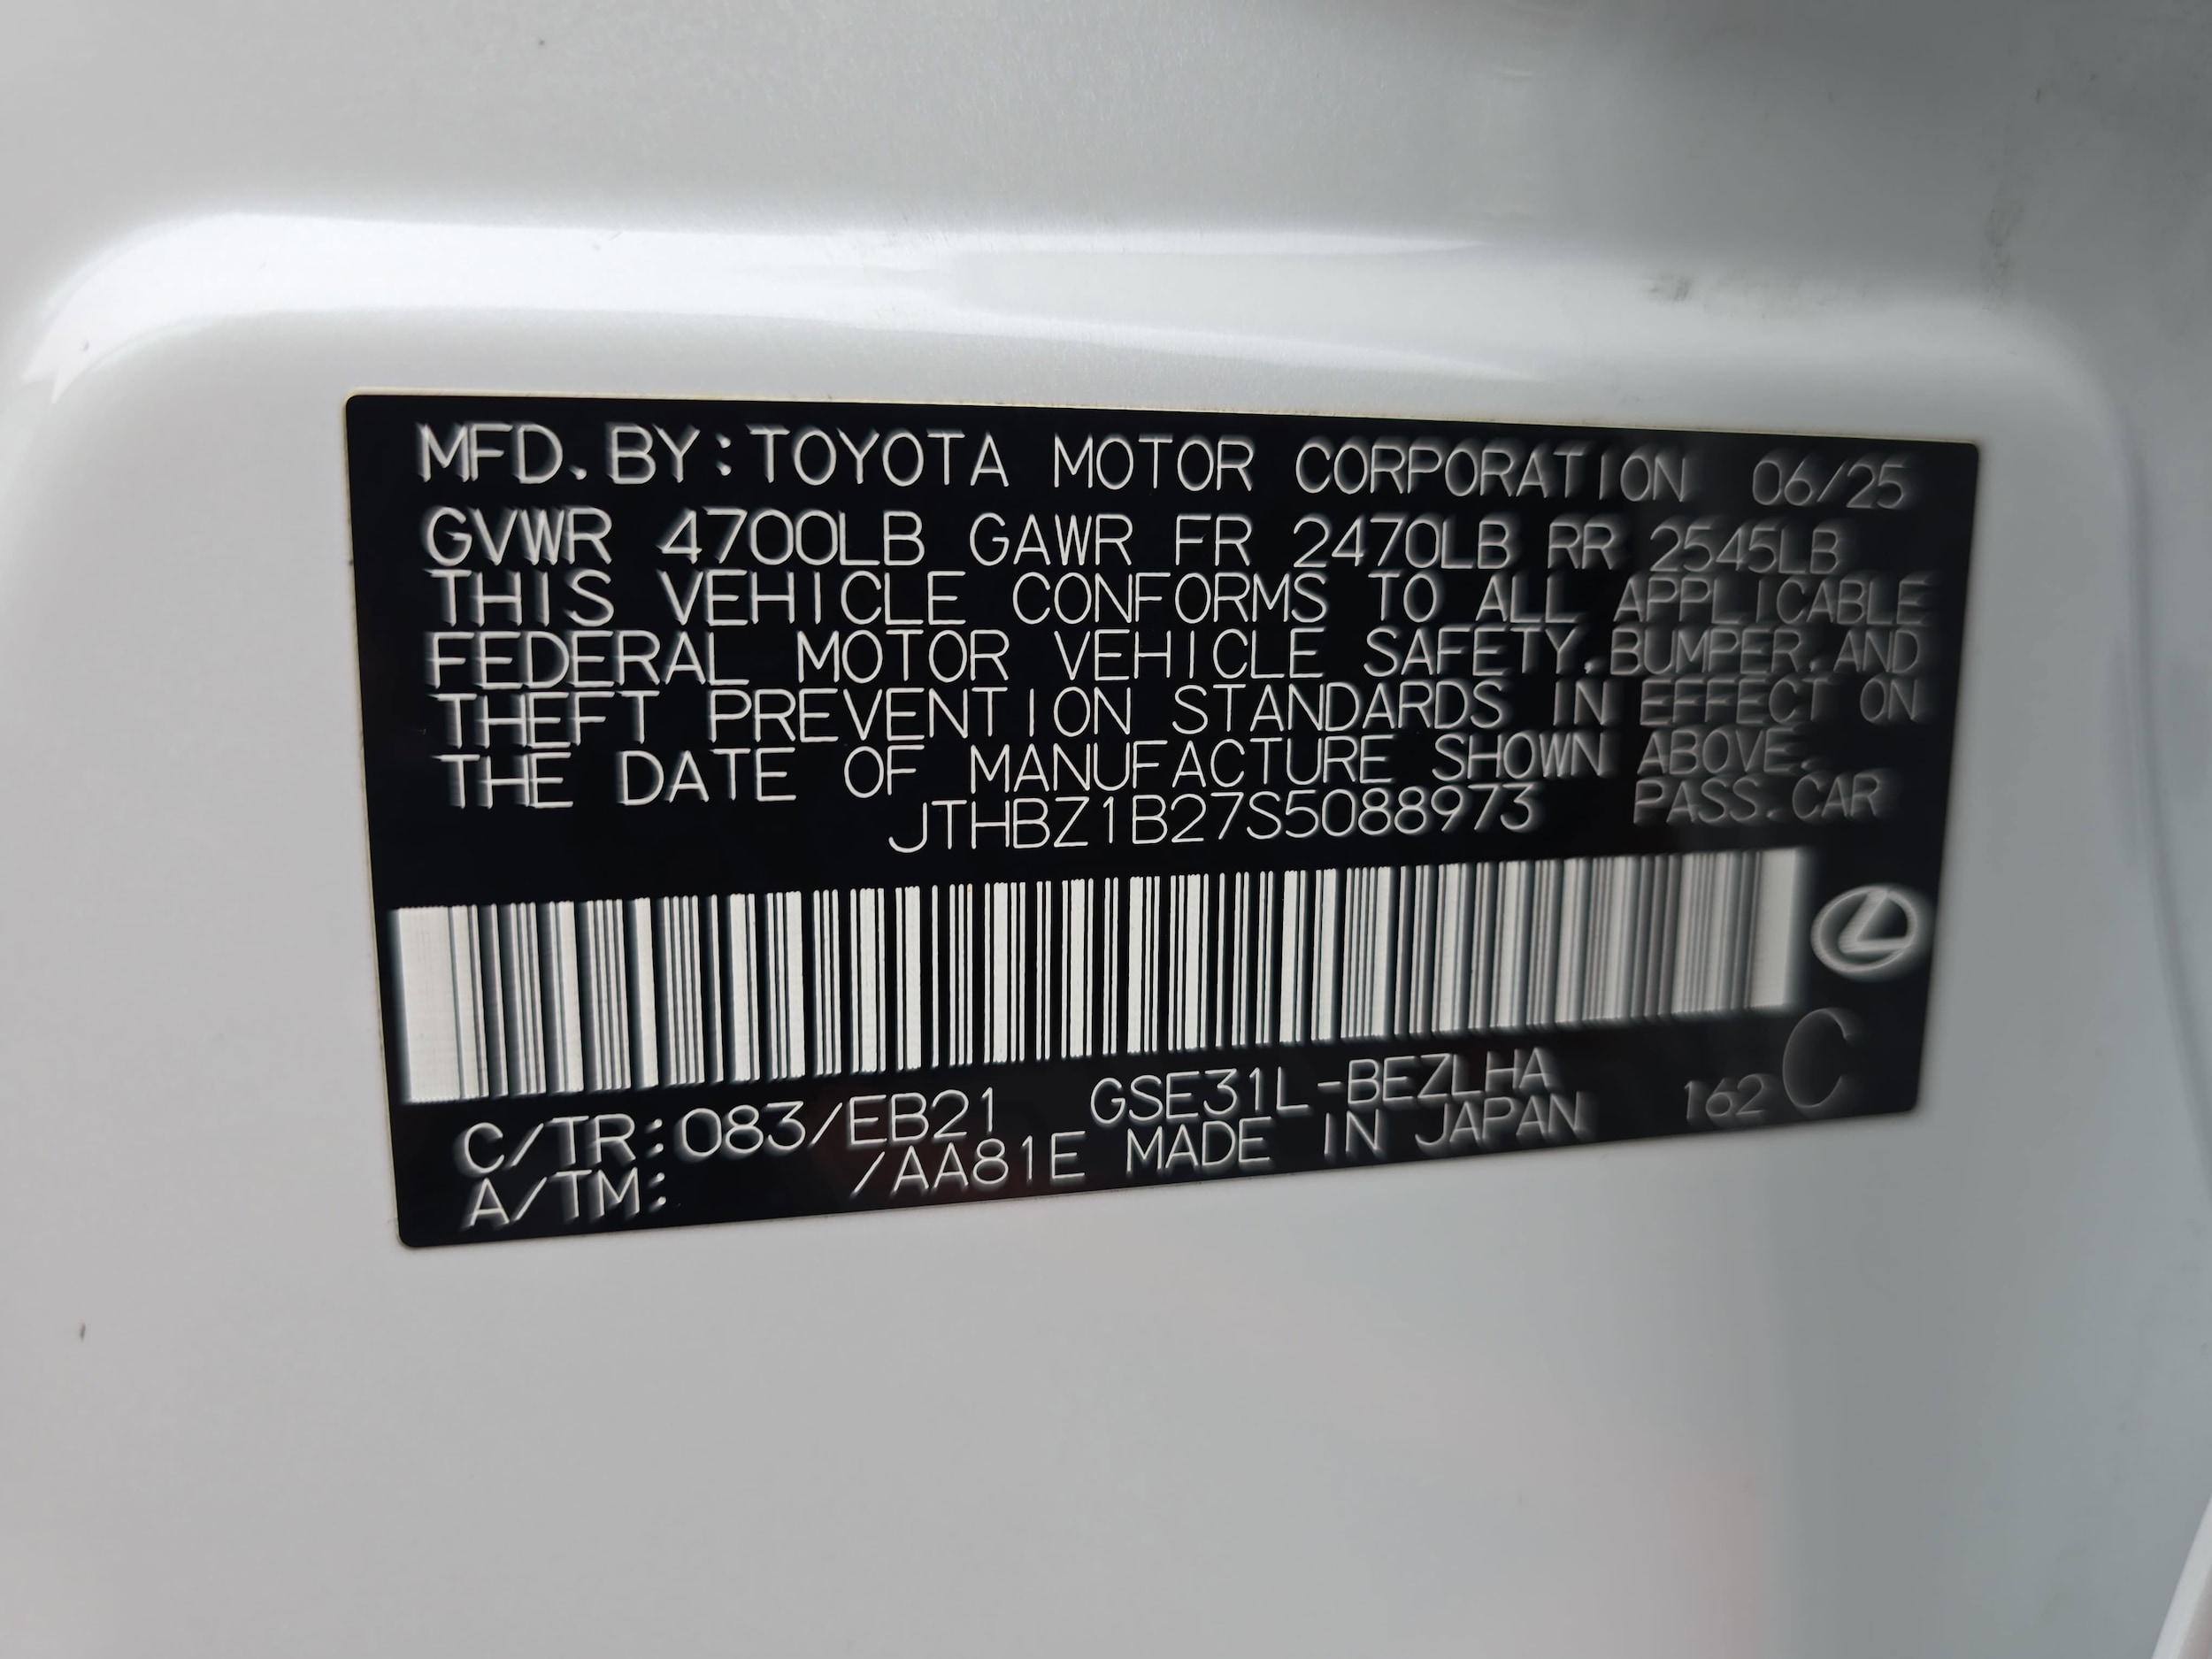 MFD. BY: TOYOTA MOTOR CORPORATION 06/25
GVWR 4700LB GAWR FR 2470LB RR 2545LB
THIS VEHICLE CONFORMS TO ALL APPLICABLE
FEDERAL MOTOR VEHICLE SAFETY, BUMPER, AND
THEFT PREVENTION STANDARDS IN EFFECT ON
THE DATE OF MANUFACTURE SHOWN ABOVE.
JTHBZ1B27S5088973 PASS. CAR
C/TR: 083/EB21 GSE31L-BEZLHA
A/TM: /AA81E MADE IN JAPAN 162 C